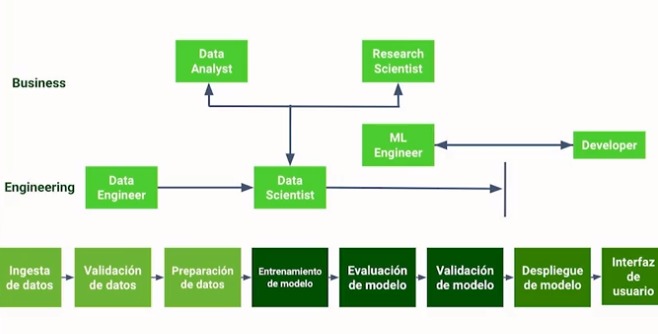 Data
Analyst
Research
Scientist
Business
ML
Engineer
Developer
Engineering
Data
Engineer
Data
Scientist
Ingesta
de datos
Validación
de datos
Preparación
de datos
Entrenamiento
de modelo
Evaluación
de modelo
Validación
de modelo
Despliegue
de modelo
Interfaz
de
usuario